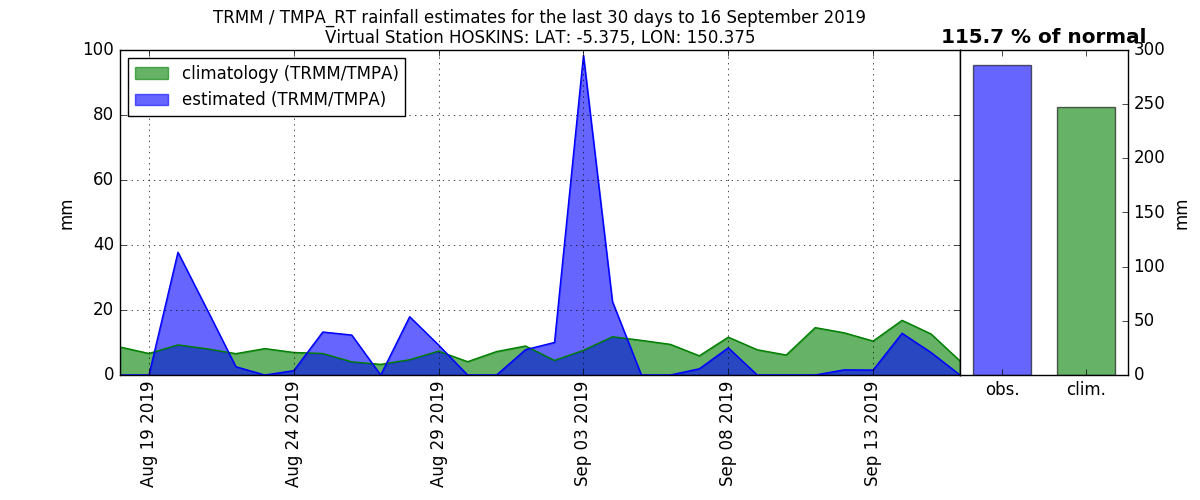 TRMM / TMPA_RT rainfall estimates for the last 30 days to 16 September 2019
Virtual Station HOSKINS: LAT: -5.375, LON: 150.375
115.7 % of normal
climatology (TRMM/TMPA)
estimated (TRMM/TMPA)
100
80
60
40
20
0
mm
Aug 19 2019
Aug 24 2019
Aug 29 2019
Sep 03 2019
Sep 08 2019
Sep 13 2019
300
250
200
150
100
50
0
mm
obs.
clim.